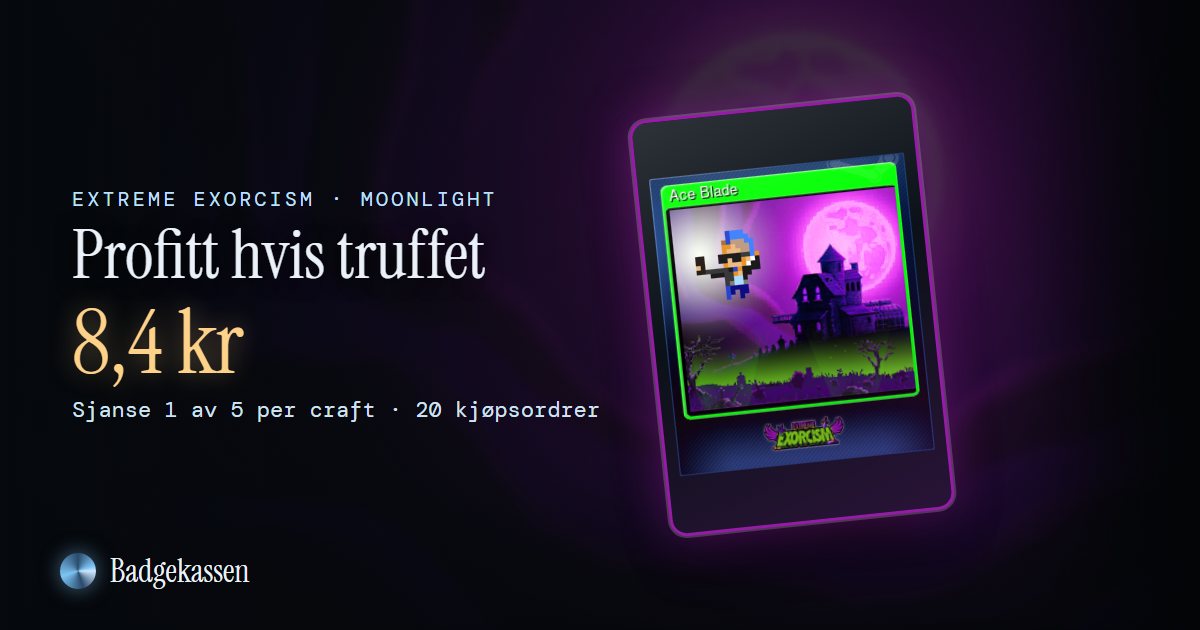 EXTREME EXORCISM · MOONLIGHT
Profitt hvis truffet
8,4 kr
Sjanse 1 av 5 per craft · 20 kjøpsordrer
Badgekassen
Ace Blade
EXTREME
EXORCISM